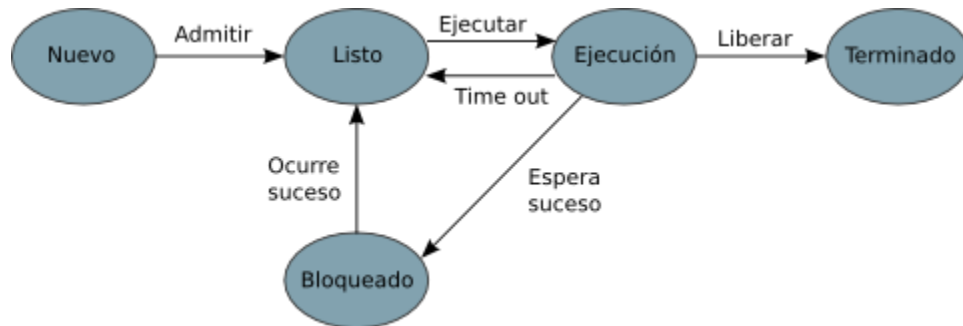 Nuevo
Admitir
Listo
Ejecutar
Time out
Ejecución
Liberar
Terminado
Ocurre
suceso
Espera
suceso
Bloqueado